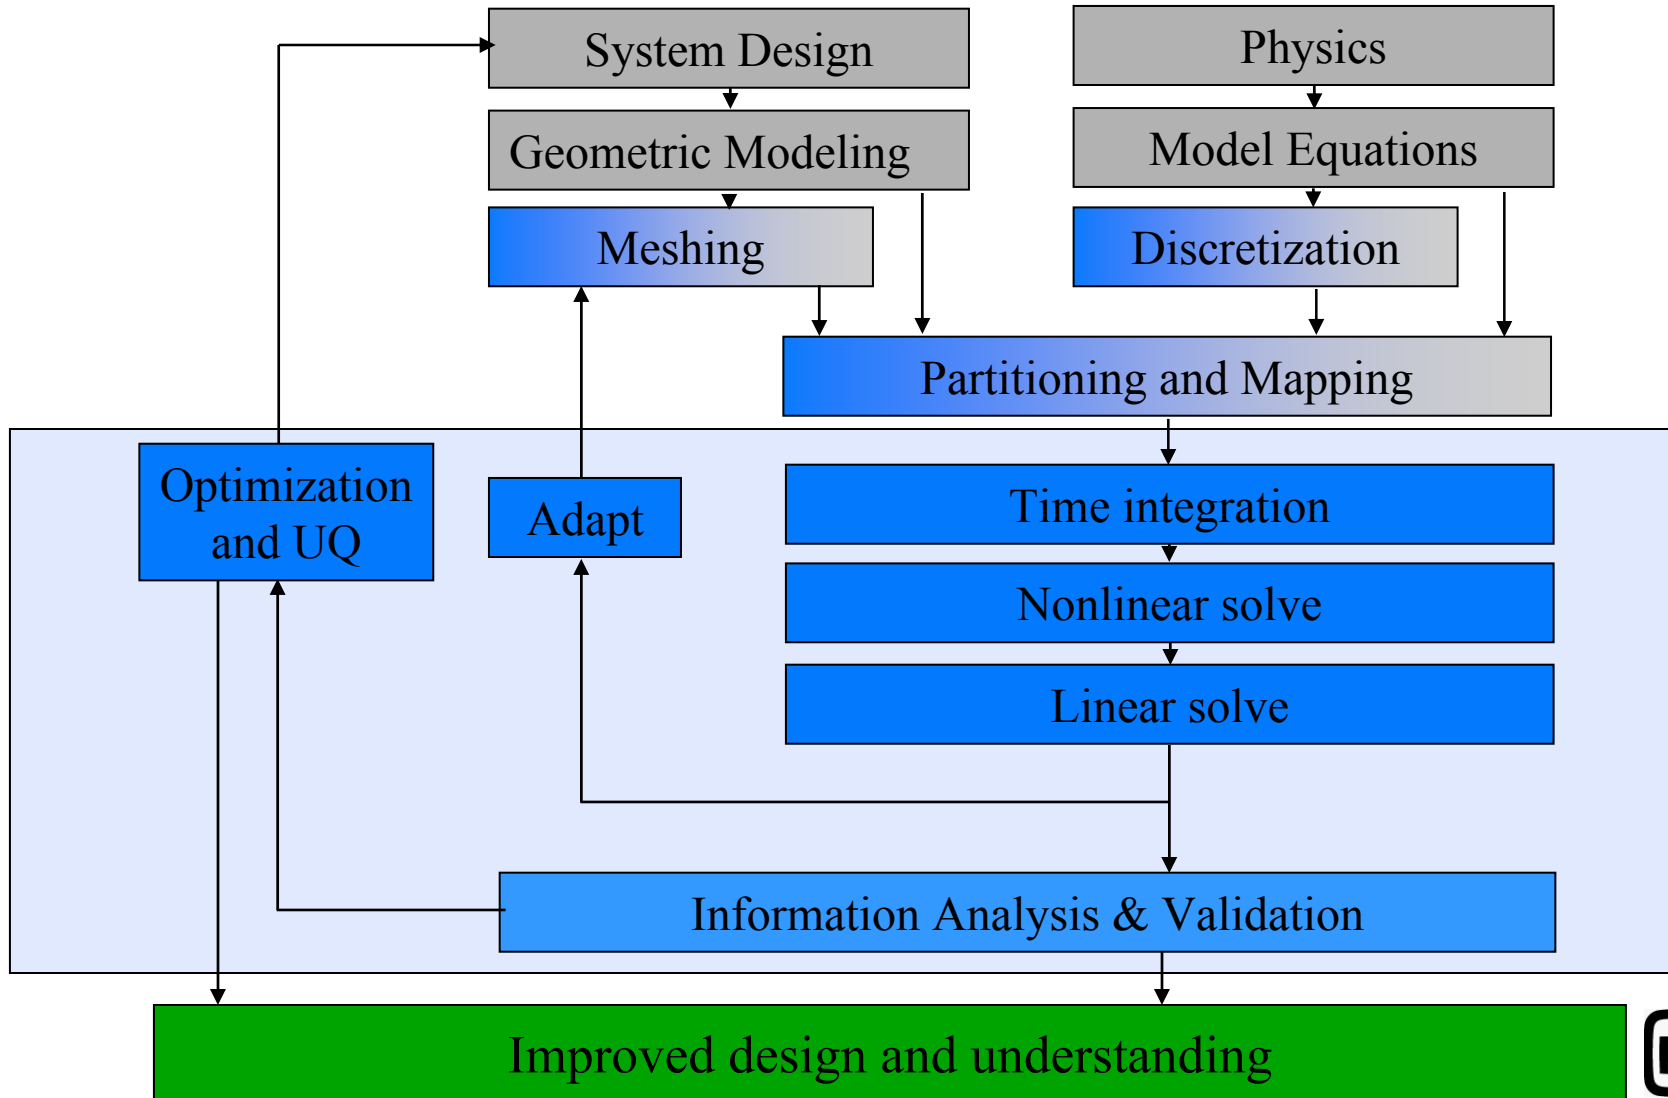 System Design
Physics
Geometric Modeling
Model Equations
Meshing
Discretization
Partitioning and Mapping
Optimization
and UQ
Adapt
Time integration
Nonlinear solve
Linear solve
Information Analysis & Validation
Improved design and understanding